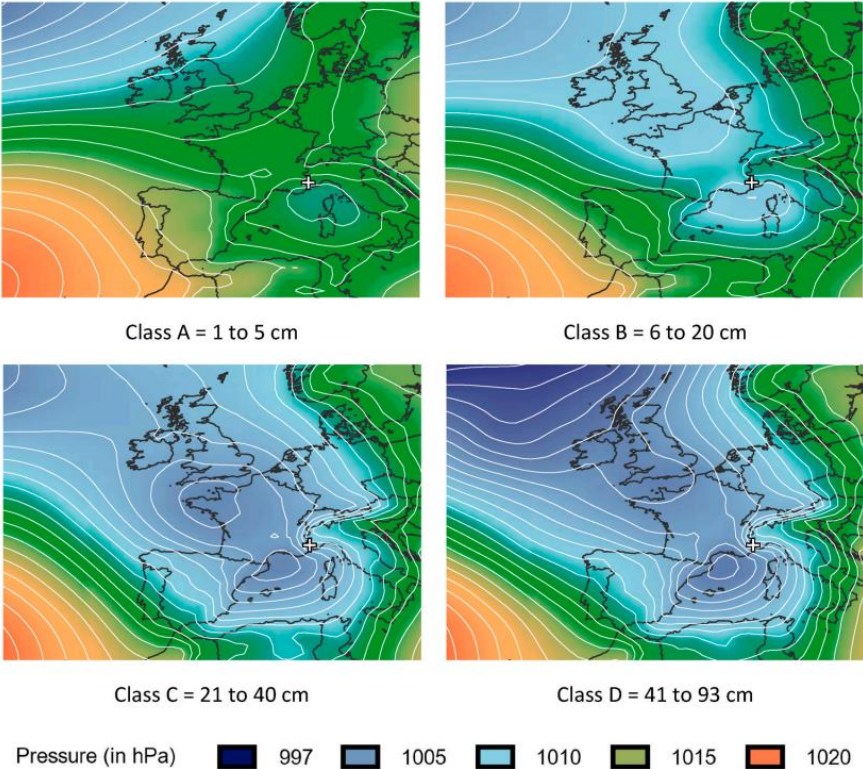 Class A = 1 to 5 cm
Class B = 6 to 20 cm
Class C = 21 to 40 cm
Class D = 41 to 93 cm
Pressure (in hPa) 997 1005 1010 1015 1020